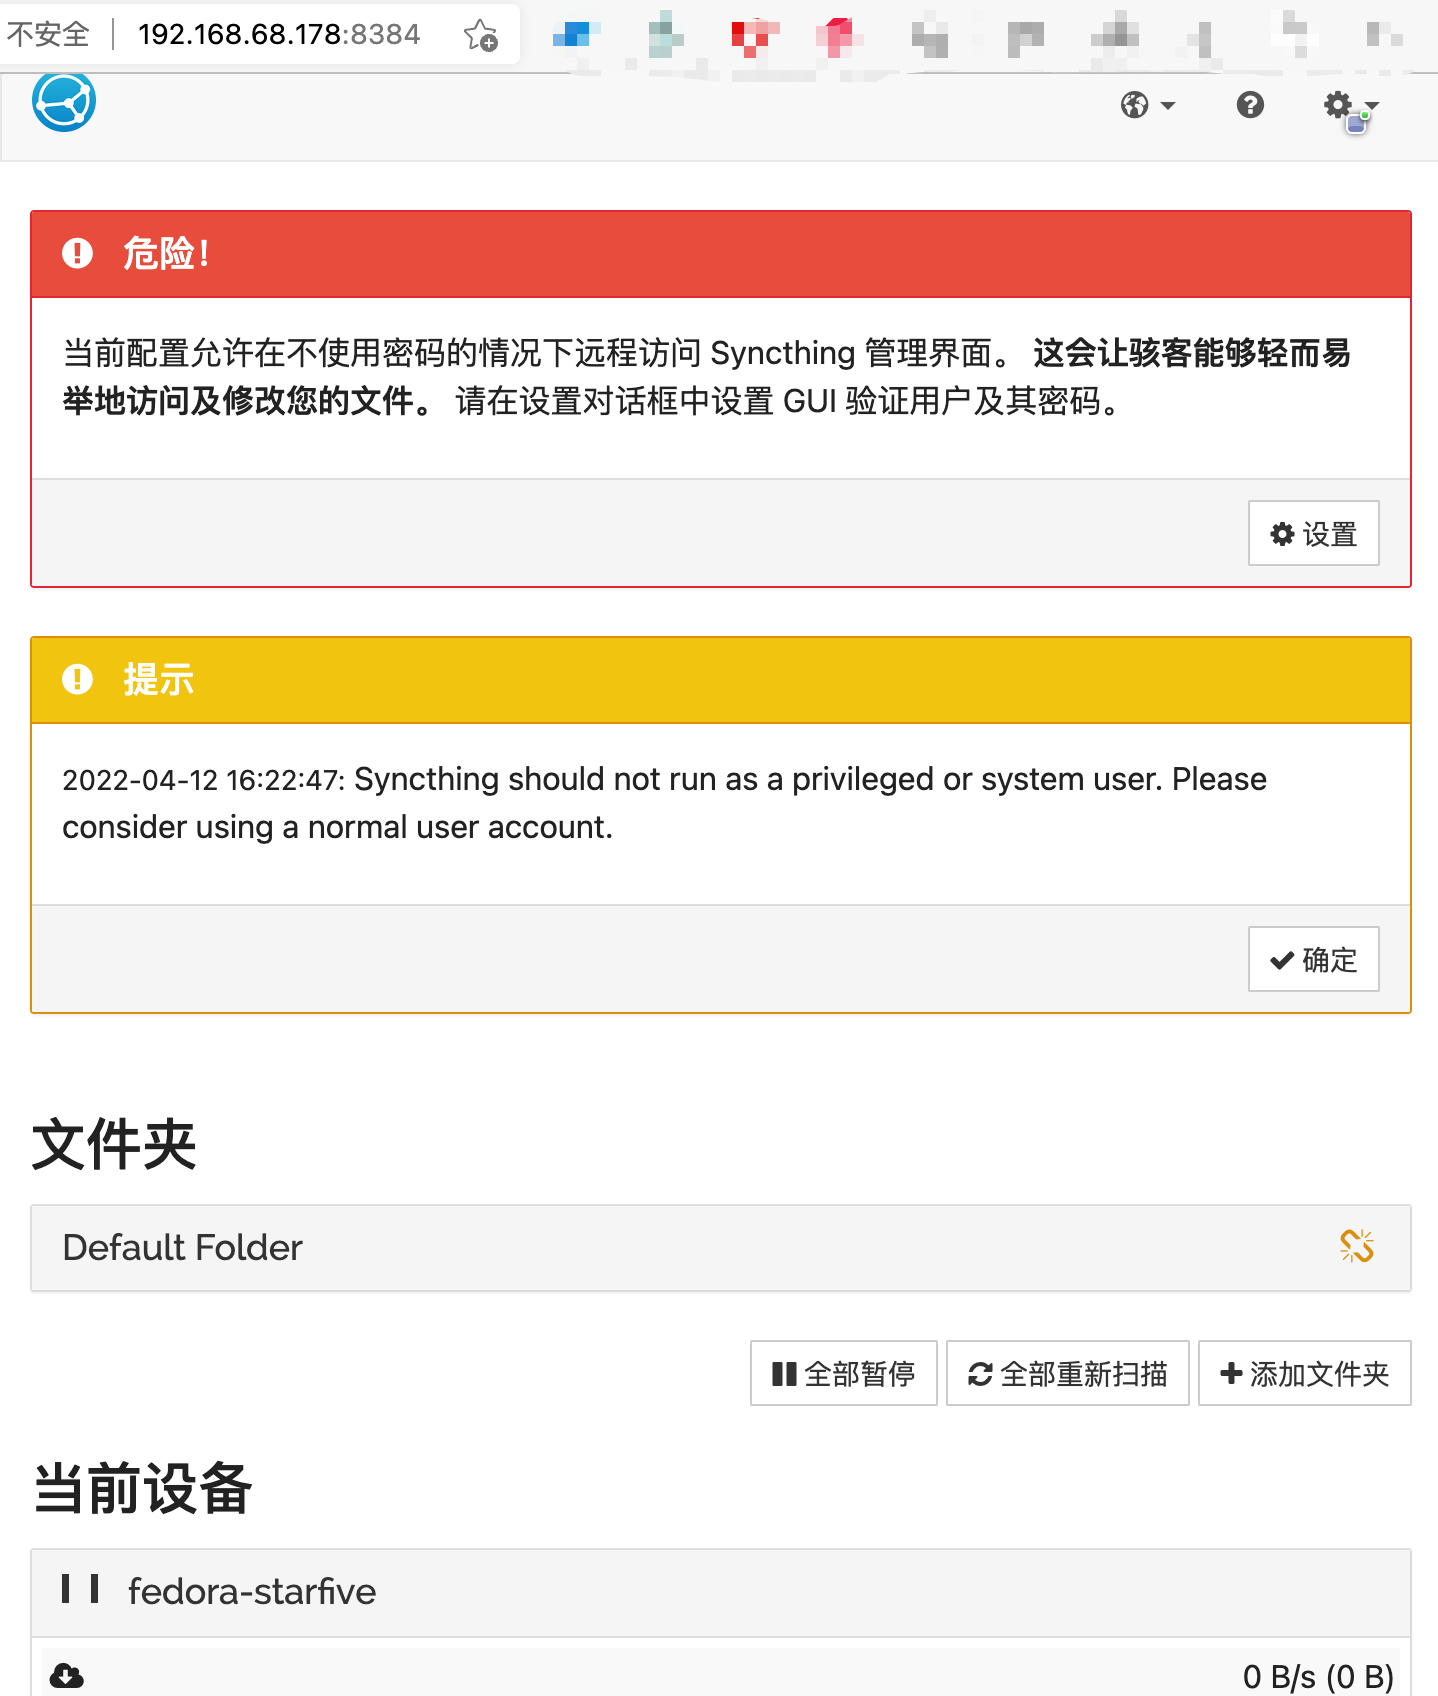 不安全 192.168.68.178:8384
危险!
当前配置允许在不使用密码的情况下远程访问 Syncthing 管理界面。 这会让骇客能够轻而易
举地访问及修改您的文件。 请在设置对话框中设置 GUI 验证用户及其密码。
设置
提示
2022-04-12 16:22:47: Syncthing should not run as a privileged or system user. Please
consider using a normal user account.
确定
文件夹
Default Folder
全部暂停 全部重新扫描 添加文件夹
当前设备
fedora-starfive
0 B/s (0 B)